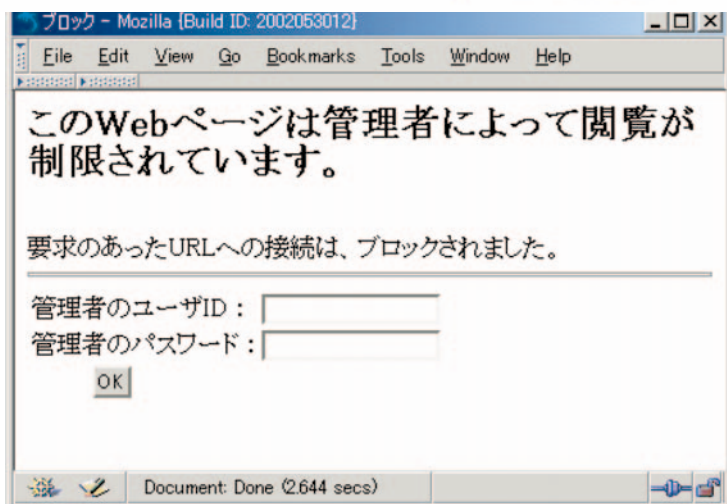 ブロック - Mozilla {Build ID: 2002053012}
File Edit View Go Bookmarks Tools Window Help
このWebページは管理者によって閲覧が
制限されています。
要求のあったURLへの接続は、ブロックされました。
管理者のユーザID：
管理者のパスワード：
OK
Document: Done (2.644 secs)